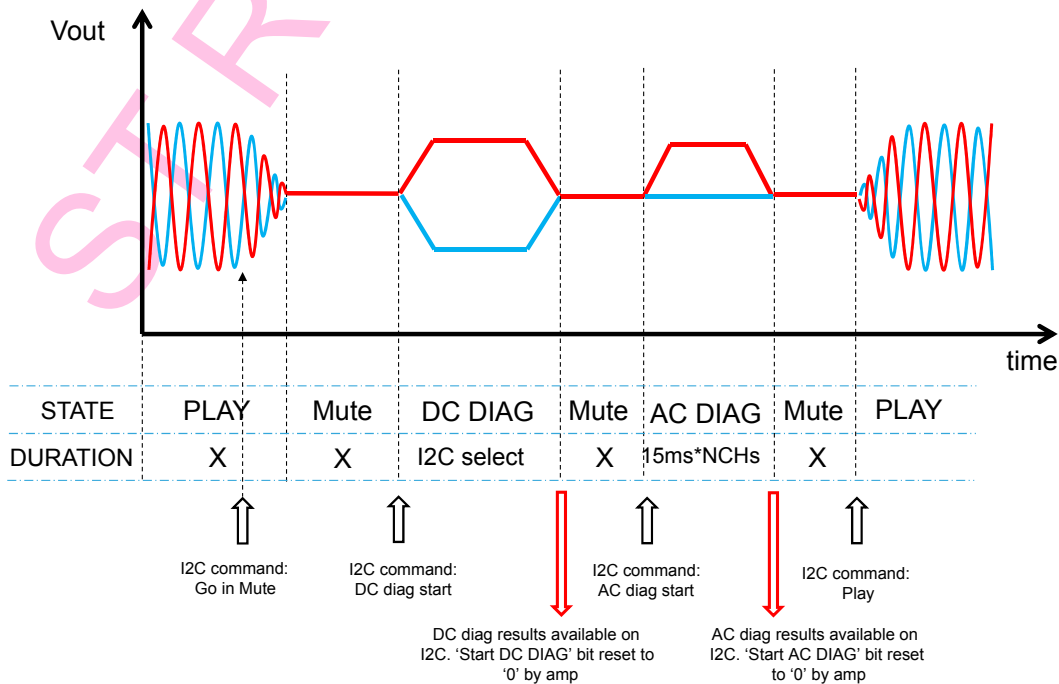 Vout
STR
time
STATE PLAY Mute DC DIAG Mute AC DIAG Mute PLAY
DURATION X X I2C select X 15ms*NCHs X
I2C command:
Go in Mute
I2C command:
DC diag start
I2C command:
AC diag start
I2C command:
Play
DC diag results available on
I2C. ‘Start DC DIAG’ bit reset to
‘0’ by amp
AC diag results available on
I2C. ‘Start AC DIAG’ bit reset
to ‘0’ by amp